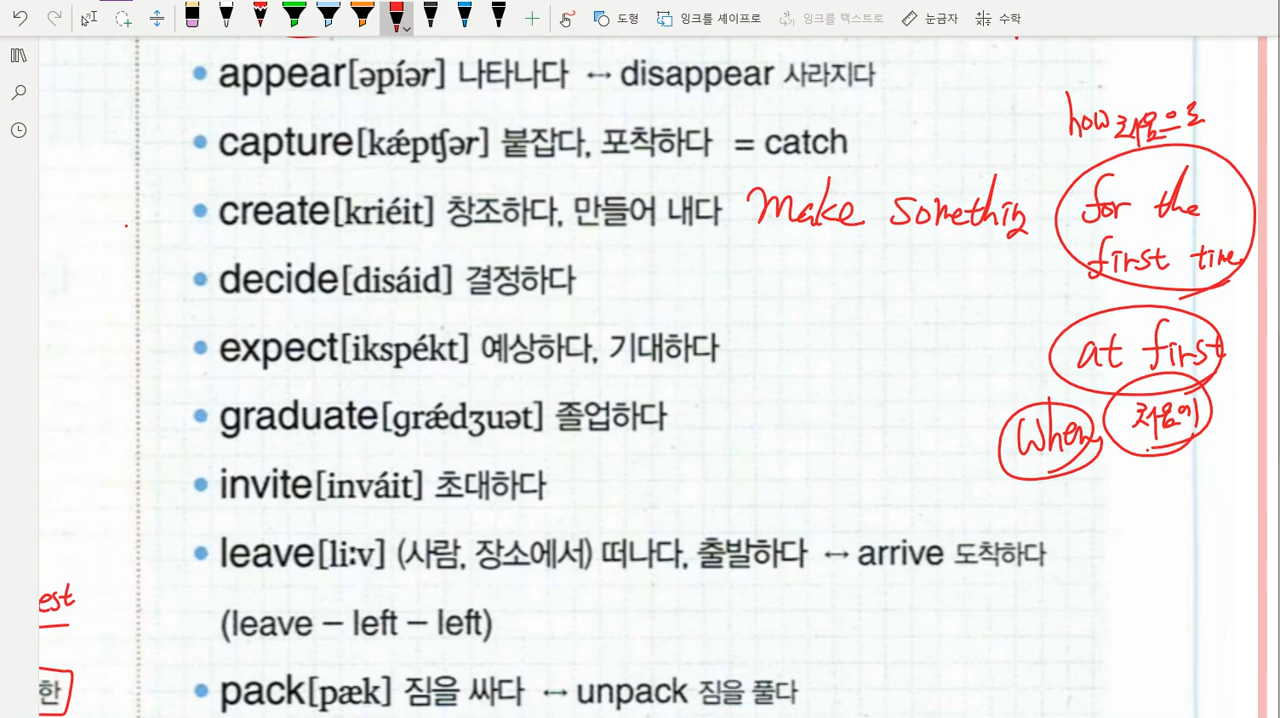 도형
잉크를 셰이프로
잉크를 텍스트로
눈금자
수학
appear[əpíər] 나타나다 ↔ disappear 사라지다
how 처음으로
capture[kǽptʃər] 붙잡다, 포착하다 = catch
create[kriéit] 창조하다, 만들어 내다 make somethin for the
first time
decide[disáid] 결정하다
expect[ikspékt] 예상하다, 기대하다
at first
graduate[grǽdʒuət] 졸업하다
when 처음에
invite[inváit] 초대하다
leave[liːv] (사람, 장소에서) 떠나다, 출발하다 ↔ arrive 도착하다
est
(leave – left – left)
한
pack[pæk] 짐을 싸다 ↔ unpack 짐을 풀다